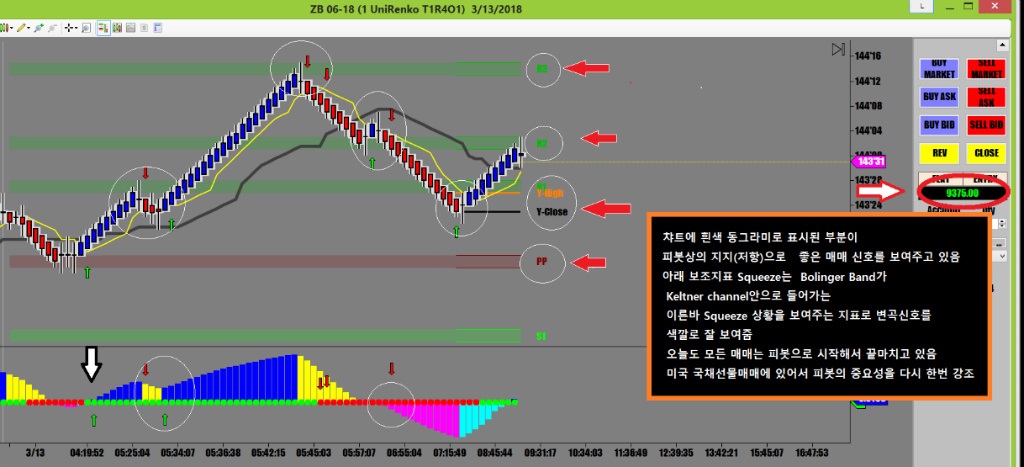 ZB 06-18 (1 UniRenko T1R4O1) 3/13/2018
144'16
144'12
144'08
144'04
143'31
143'28
143'24
R2
Y-High
Y-Close
PP
S1
BUY MARKET
SELL MARKET
BUY ASK
SELL ASK
BUY BID
SELL BID
REV
CLOSE
ENTRY
9375.00
챠트에 흰색 동그라미로 표시된 부분이
피봇상의 지지(저항)으로 좋은 매매 신호를 보여주고 있음
아래 보조지표 Squeeze는 Bolinger Band가
Keltner channel안으로 들어가는
이른바 Squeeze 상황을 보여주는 지표로 변곡신호를
색깔로 잘 보여줌
오늘도 모든 매매는 피봇으로 시작해서 끝마치고 있음
미국 국채선물매매에 있어서 피봇의 중요성을 다시 한번 강조
3/13
04:19:52
05:25:04
05:34:07
05:36:38
05:42:15
05:45:08
05:57:07
06:55:04
07:15:49
08:45:44
09:31:17
10:34:03
11:36:49
12:39:35
13:42:21
14:45:07
15:45:07
16:47:53